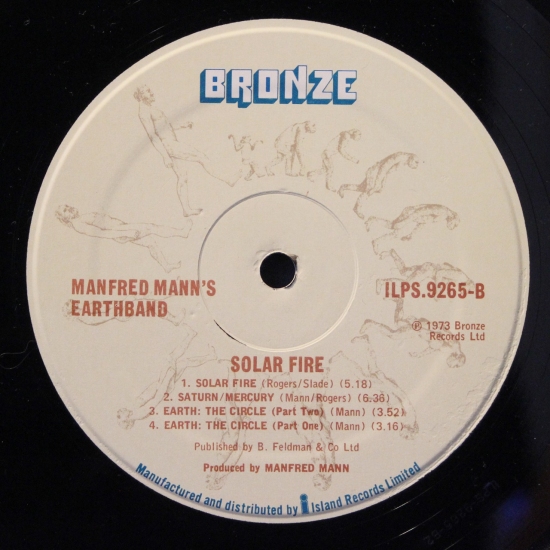 BRONZE
MANFRED MANN'S
EARTHBAND
ILPS.9265-B
℗ 1973 Bronze
Records Ltd
SOLAR FIRE
1. SOLAR FIRE (Rogers/Slade) (5.18)
2. SATURN/MERCURY (Mann/Rogers) (6.36)
3. EARTH: THE CIRCLE (Part Two) (Mann) (3.52)
4. EARTH: THE CIRCLE (Part One) (Mann) (3.16)
Published by B. Feldman & Co Ltd
Produced by MANFRED MANN
Manufactured and distributed by i Island Records Limited